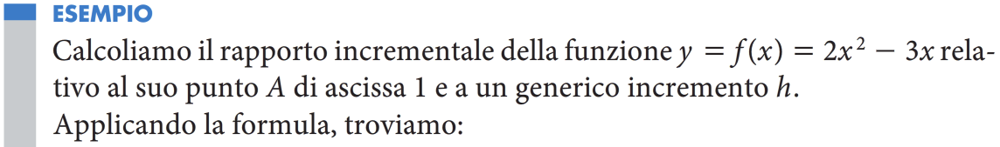 ESEMPIO
Calcoliamo il rapporto incrementale della funzione y = f(x) = 2x² − 3x rela-
tivo al suo punto A di ascissa 1 e a un generico incremento h.
Applicando la formula, troviamo: